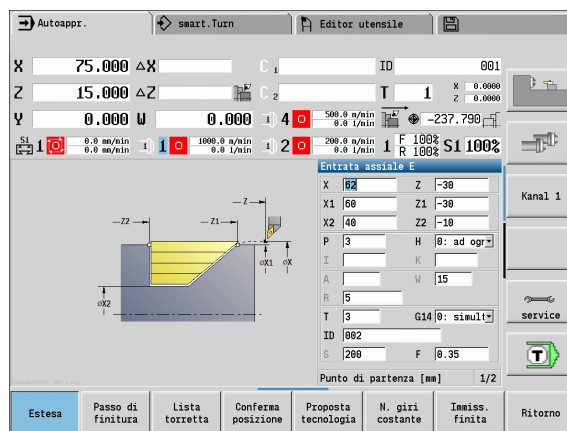 Autoappr. smart.Turn Editor utensile
X 75.000 ΔX C 1 ID 001
Z 15.000 ΔZ C 2 T 1 X 0.0000 Z 0.0000
Y 0.000 W 0.000 4 500.0 m/min 0.0 1/min -237.790
S1 1 0.0 mm/min 0.0 mm/min 1 1000.0 m/min 0.0 1/min 2 200.0 m/min 0.0 1/min 1 F 100% R 100% S1 100%
Entrata assiale E
X 62 Z -30
X1 60 Z1 -30
X2 40 Z2 -10
P 3 H 0: ad ogr
I K
A W 15
R 5
T 3 G14 0: simult
ID 002
S 200 F 0.35
Punto di partenza [mm] 1/2
Z
Z2 Z1
øX1 øX
øX2
Kanal 1
service
T
Estesa
Passo di finitura
Lista torretta
Conferma posizione
Proposta tecnologia
N. giri costante
Immiss. finita
Ritorno